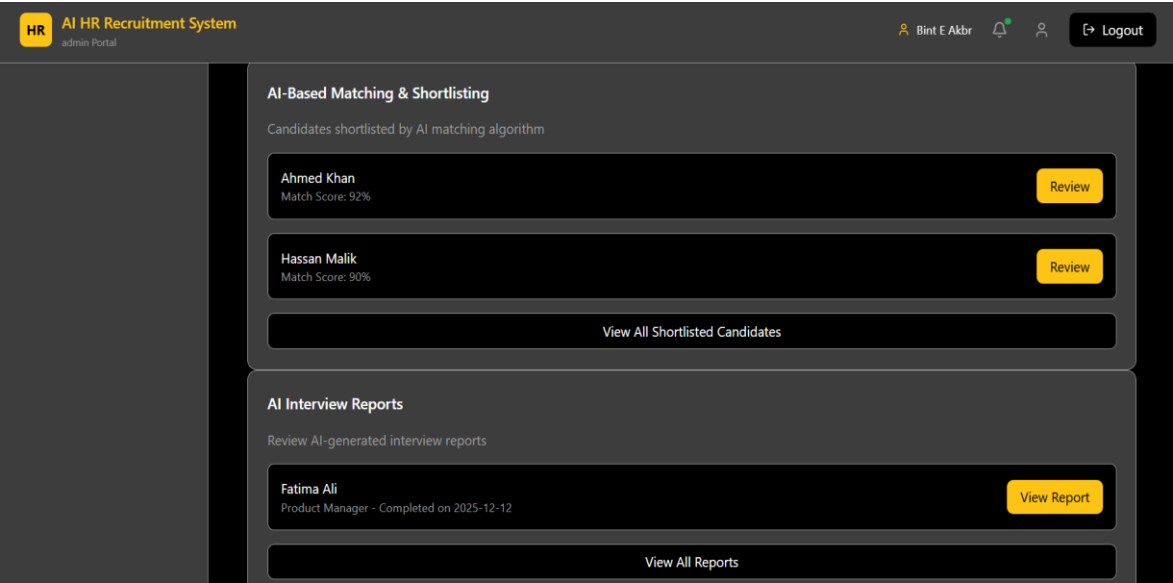 HR
AI HR Recruitment System
admin Portal
Bint E Akbr
Logout
AI-Based Matching & Shortlisting
Candidates shortlisted by AI matching algorithm
Ahmed Khan
Match Score: 92%
Review
Hassan Malik
Match Score: 90%
Review
View All Shortlisted Candidates
AI Interview Reports
Review AI-generated interview reports
Fatima Ali
Product Manager - Completed on 2025-12-12
View Report
View All Reports